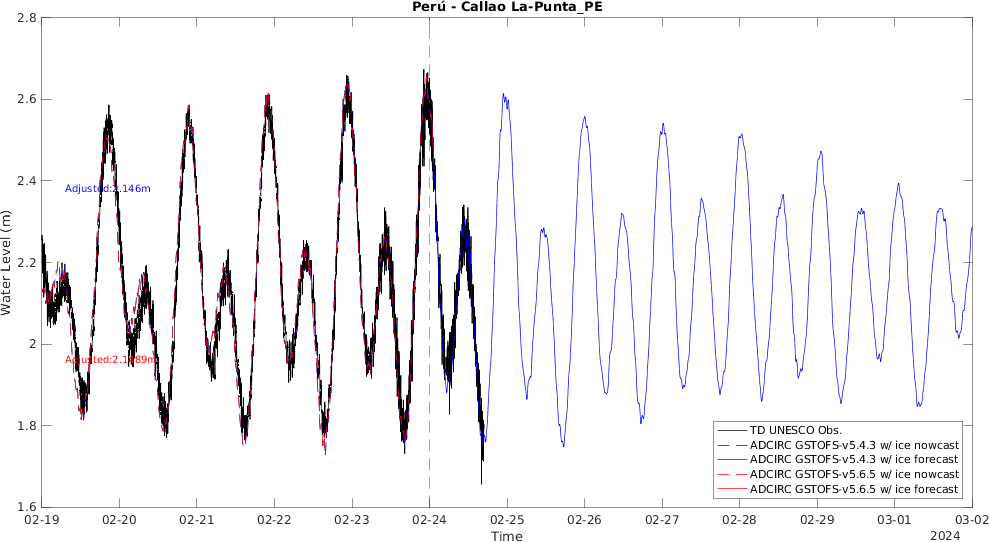 Perú - Callao La-Punta_PE
2.8
2.6
2.4
2.2
2
1.8
1.6
Water Level (m)
Adjusted:2.146m
TD UNESCO Obs.
ADCIRC GSTOFS-v5.4.3 w/ ice nowcast
ADCIRC GSTOFS-v5.4.3 w/ ice forecast
ADCIRC GSTOFS-v5.6.5 w/ ice nowcast
ADCIRC GSTOFS-v5.6.5 w/ ice forecast
02-19 02-20 02-21 02-22 02-23 02-24 02-25 02-26 02-27 02-28 02-29 03-01 03-02
Time
2024